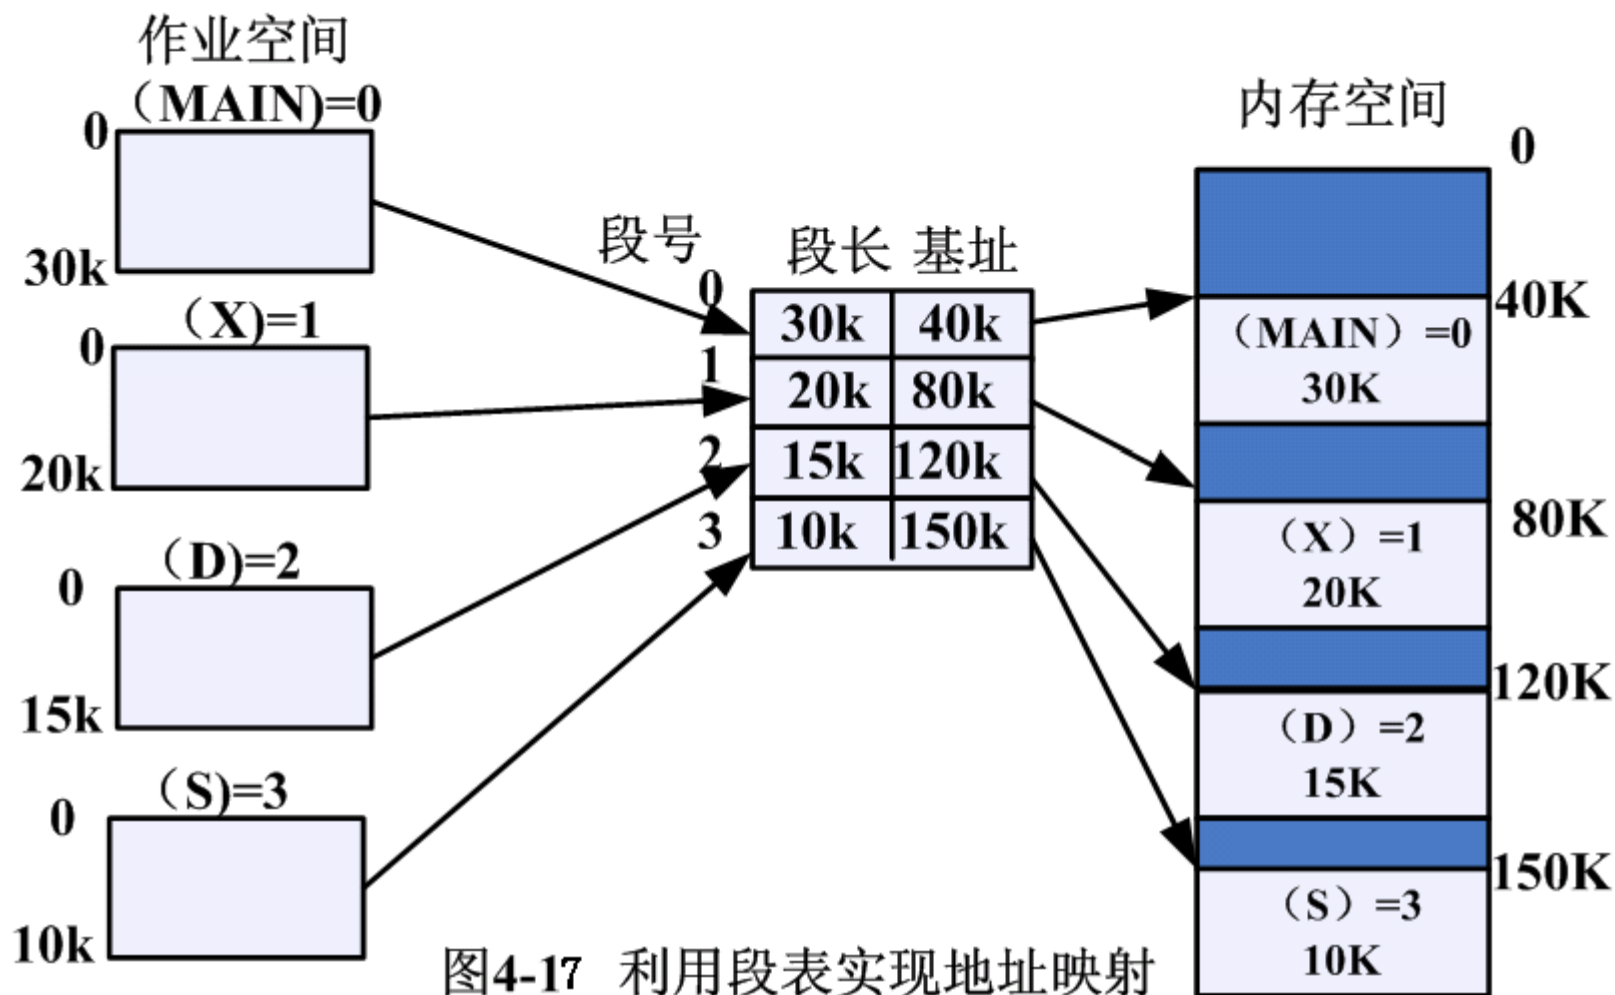 作业空间
（MAIN)=0
0
30k
（X)=1
0
20k
（D)=2
0
15k
（S)=3
0
10k
段号 段长 基址
0 30k 40k
1 20k 80k
2 15k 120k
3 10k 150k
内存空间
0
40K
（MAIN）=0
30K
80K
（X）=1
20K
120K
（D）=2
15K
150K
（S）=3
10K
图4-17 利用段表实现地址映射